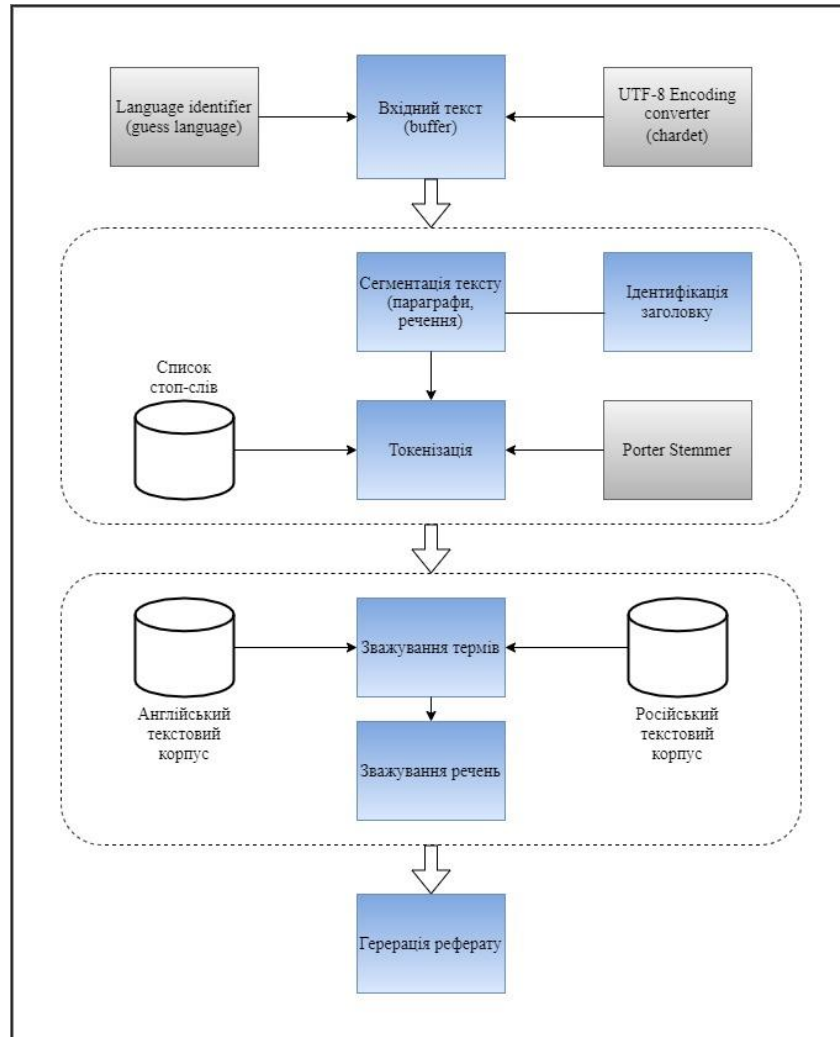 Language identifier
(guess language)
Вхідний текст
(buffer)
UTF-8 Encoding
converter
(chardet)
Сегментація тексту
(параграфи,
речення)
Ідентифікація
заголовку
Список
стоп-слів
Токенізація
Porter Stemmer
Зважування термів
Англійський
текстовий
корпус
Російський
текстовий
корпус
Зважування речень
Герерація реферату